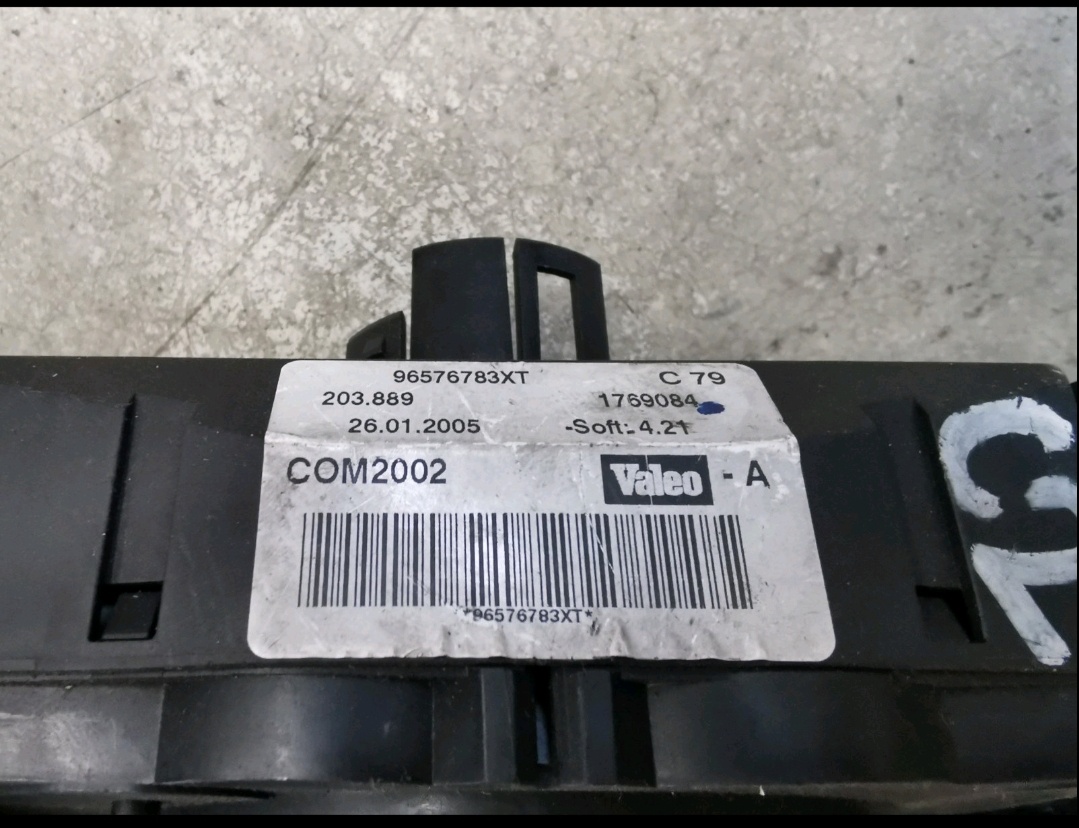 96576783XT C 79
203.889 1769084
26.01.2005 -Soft: 4.21
COM2002 Valeo - A
*96576783XT*